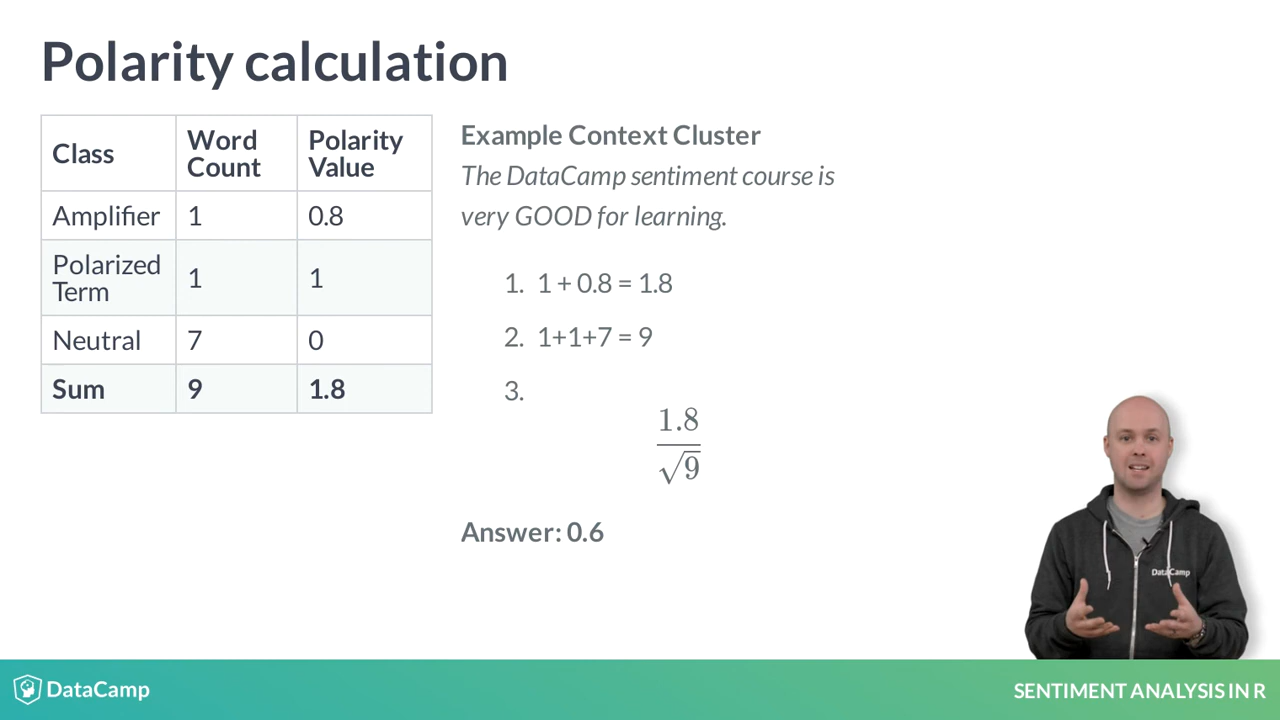 Polarity calculation
Class
Word Count
Polarity Value
Amplifier 1 0.8
Polarized Term 1 1
Neutral 7 0
Sum 9 1.8
Example Context Cluster
The DataCamp sentiment course is
very GOOD for learning.
1. 1 + 0.8 = 1.8
2. 1+1+7 = 9
3.
1.8
√9
Answer: 0.6
DataCamp
DataCamp
SENTIMENT ANALYSIS IN R